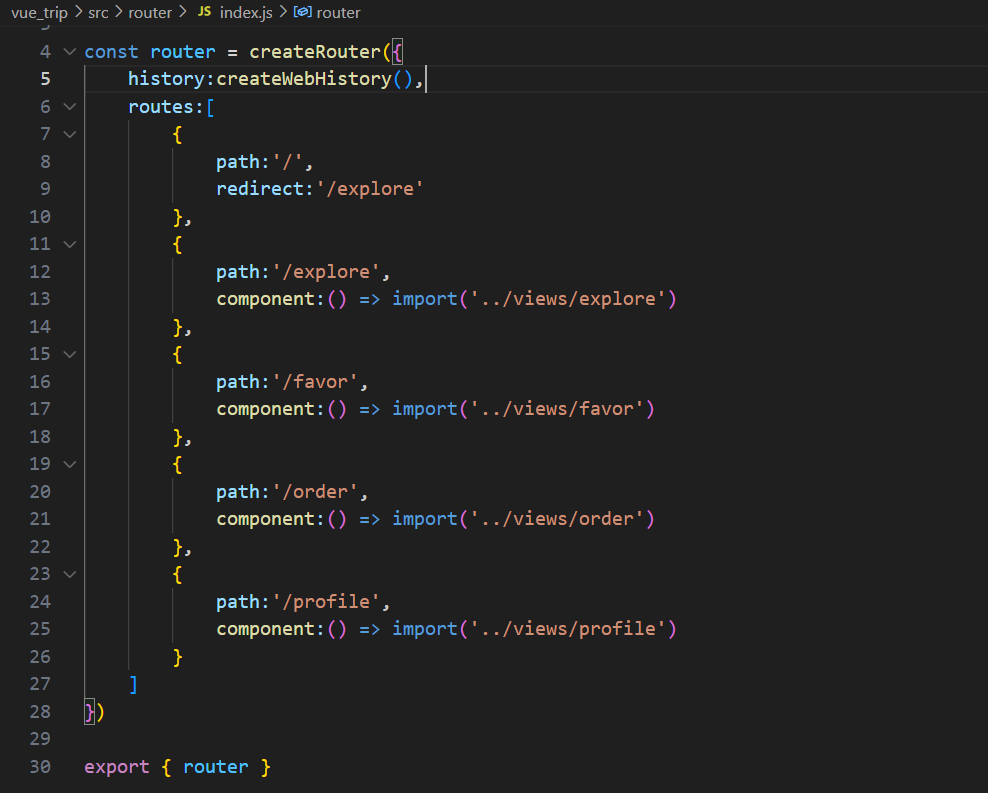 vue_trip > src > router > JS index.js > router
4 const router = createRouter({
5 history:createWebHistory(),
6 routes:[
7 {
8 path:'/',
9 redirect:'/explore'
10 },
11 {
12 path:'/explore',
13 component:() => import('../views/explore')
14 },
15 {
16 path:'/favor',
17 component:() => import('../views/favor')
18 },
19 {
20 path:'/order',
21 component:() => import('../views/order')
22 },
23 {
24 path:'/profile',
25 component:() => import('../views/profile')
26 }
27 ]
28 })
29
30 export { router }